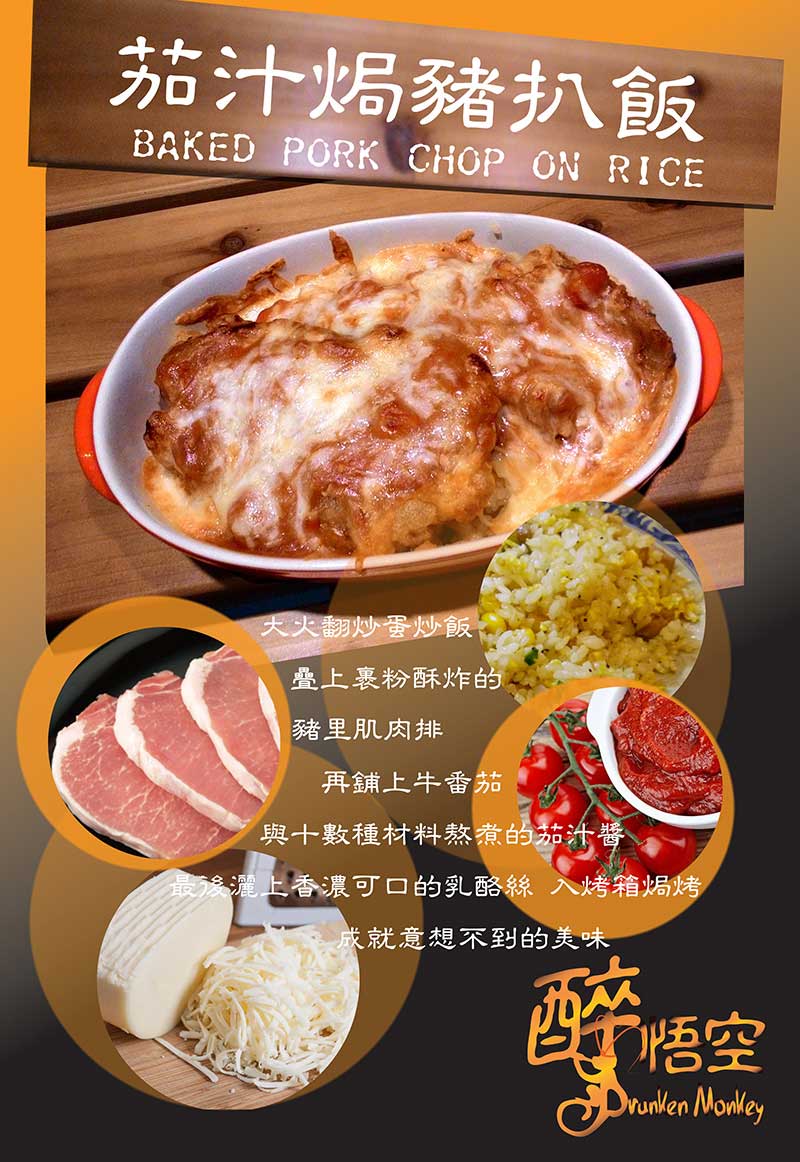 茄汁焗豬扒飯
BAKED PORK CHOP ON RICE
大火翻炒蛋炒飯
疊上裹粉酥炸的
豬里肌肉排
再鋪上牛番茄
與十數種材料熬煮的茄汁醬
最後灑上香濃可口的乳酪絲 入烤箱焗烤
成就意想不到的美味
醉悟空
Drunken Monkey